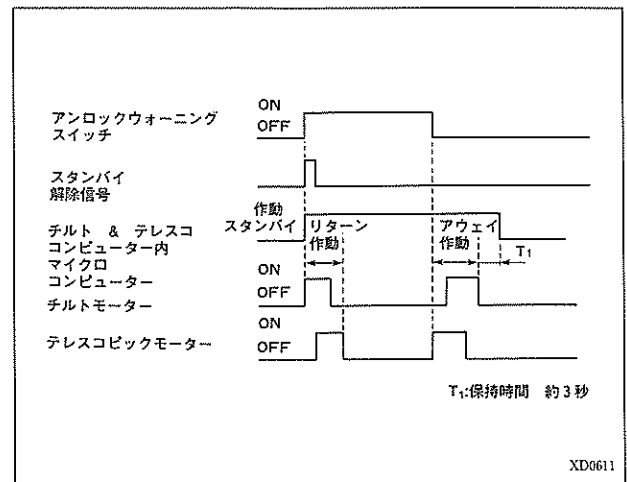 ON
アンロックウォーニング
スイッチ
OFF
スタンバイ
解除信号
作動
スタンバイ
リターン
作動
アウェイ
作動
T₁
チルト & テレスコ
コンピューター内
マイクロ
コンピューター
ON
OFF
チルトモーター
ON
テレスコピックモーター
OFF
T₁:保持時間 約3秒
XD0611